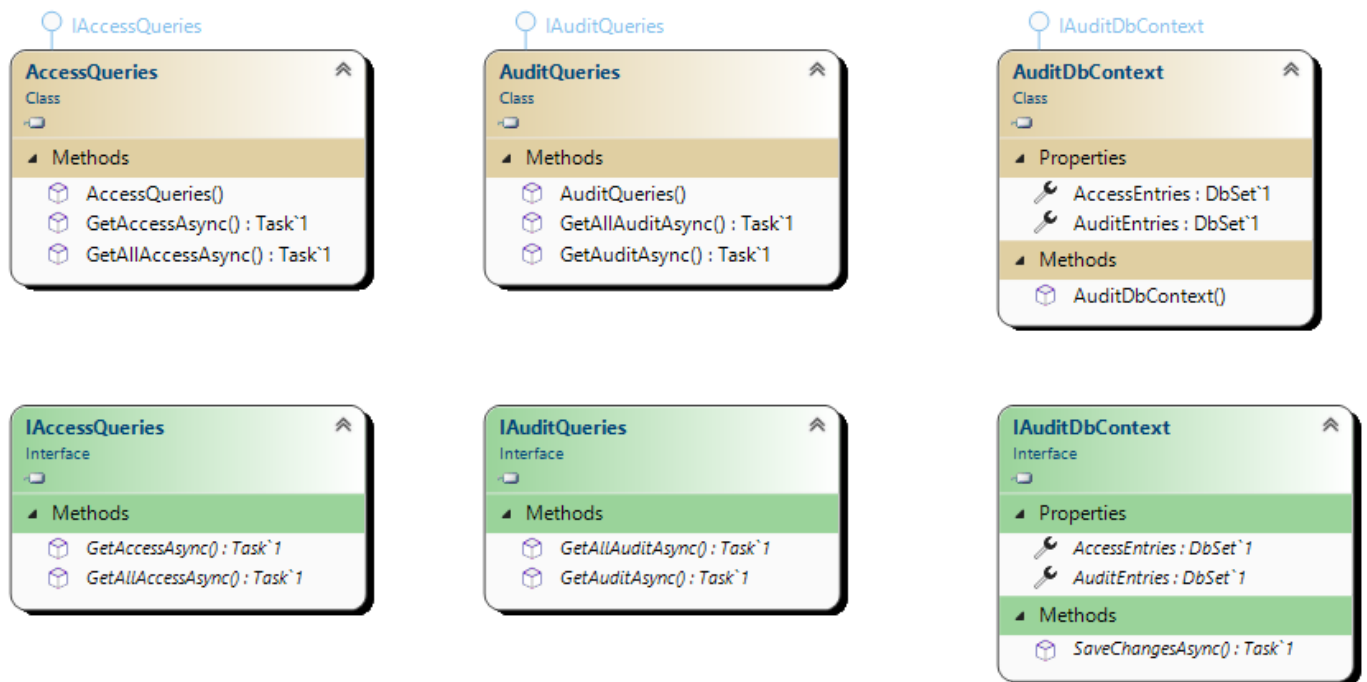 IAccessQueries
AccessQueries
Class
Methods
AccessQueries()
GetAccessAsync() : Task`1
GetAllAccessAsync() : Task`1
IAuditQueries
AuditQueries
Class
Methods
AuditQueries()
GetAllAuditAsync() : Task`1
GetAuditAsync() : Task`1
IAuditDbContext
AuditDbContext
Class
Properties
AccessEntries : DbSet`1
AuditEntries : DbSet`1
Methods
AuditDbContext()
IAccessQueries
Interface
Methods
GetAccessAsync() : Task`1
GetAllAccessAsync() : Task`1
IAuditQueries
Interface
Methods
GetAllAuditAsync() : Task`1
GetAuditAsync() : Task`1
IAuditDbContext
Interface
Properties
AccessEntries : DbSet`1
AuditEntries : DbSet`1
Methods
SaveChangesAsync() : Task`1